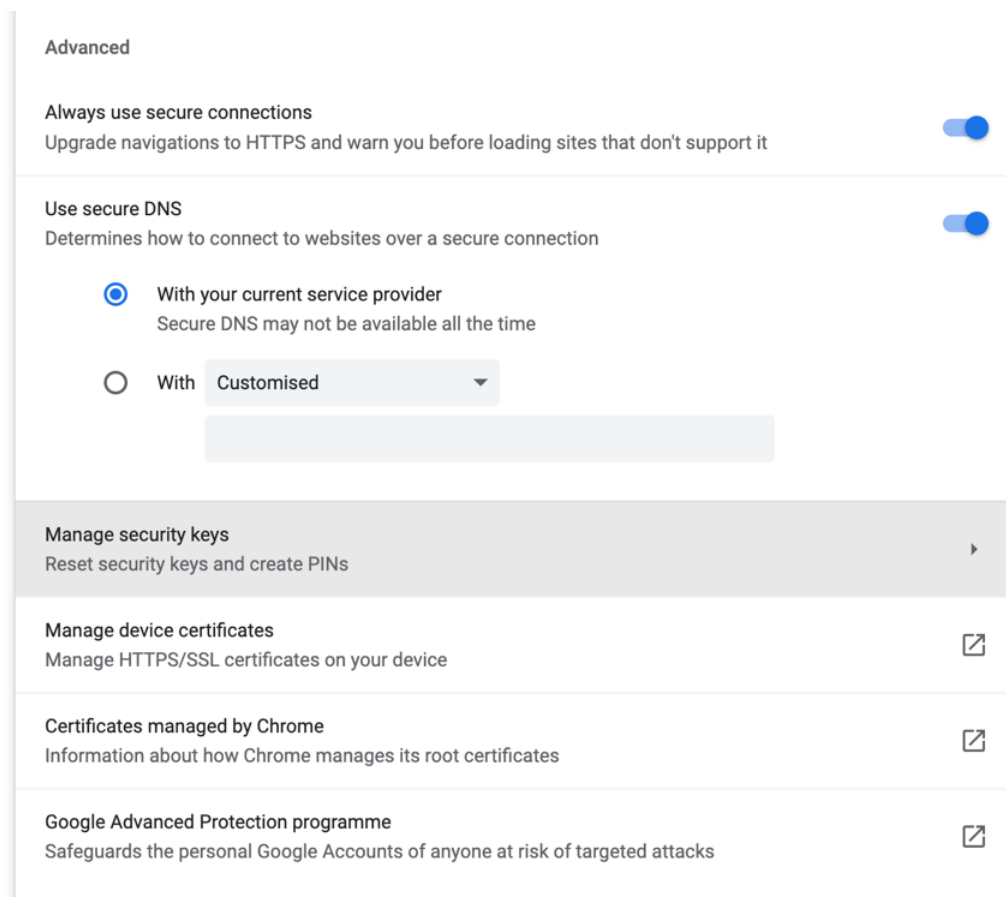 Advanced
Always use secure connections
Upgrade navigations to HTTPS and warn you before loading sites that don't support it
Use secure DNS
Determines how to connect to websites over a secure connection
With your current service provider
Secure DNS may not be available all the time
With Customised
Manage security keys
Reset security keys and create PINs
Manage device certificates
Manage HTTPS/SSL certificates on your device
Certificates managed by Chrome
Information about how Chrome manages its root certificates
Google Advanced Protection programme
Safeguards the personal Google Accounts of anyone at risk of targeted attacks